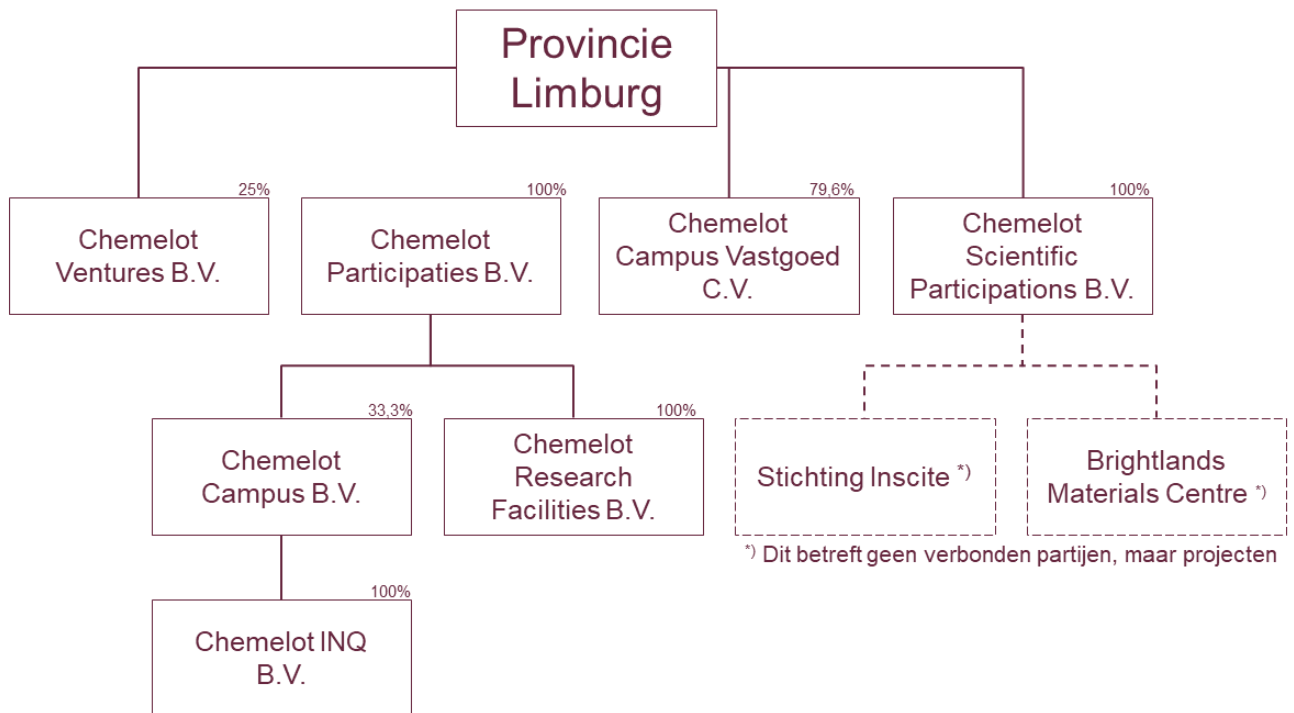 Provincie
Limburg
25%
Chemelot
Ventures B.V.
100%
Chemelot
Participaties B.V.
79,6%
Chemelot
Campus Vastgoed
C.V.
100%
Chemelot
Scientific
Participations B.V.
33,3%
Chemelot
Campus B.V.
100%
Chemelot
Research
Facilities B.V.
Stichting Inscite *)
Brightlands
Materials Centre *)
*) Dit betreft geen verbonden partijen, maar projecten
100%
Chemelot INQ
B.V.